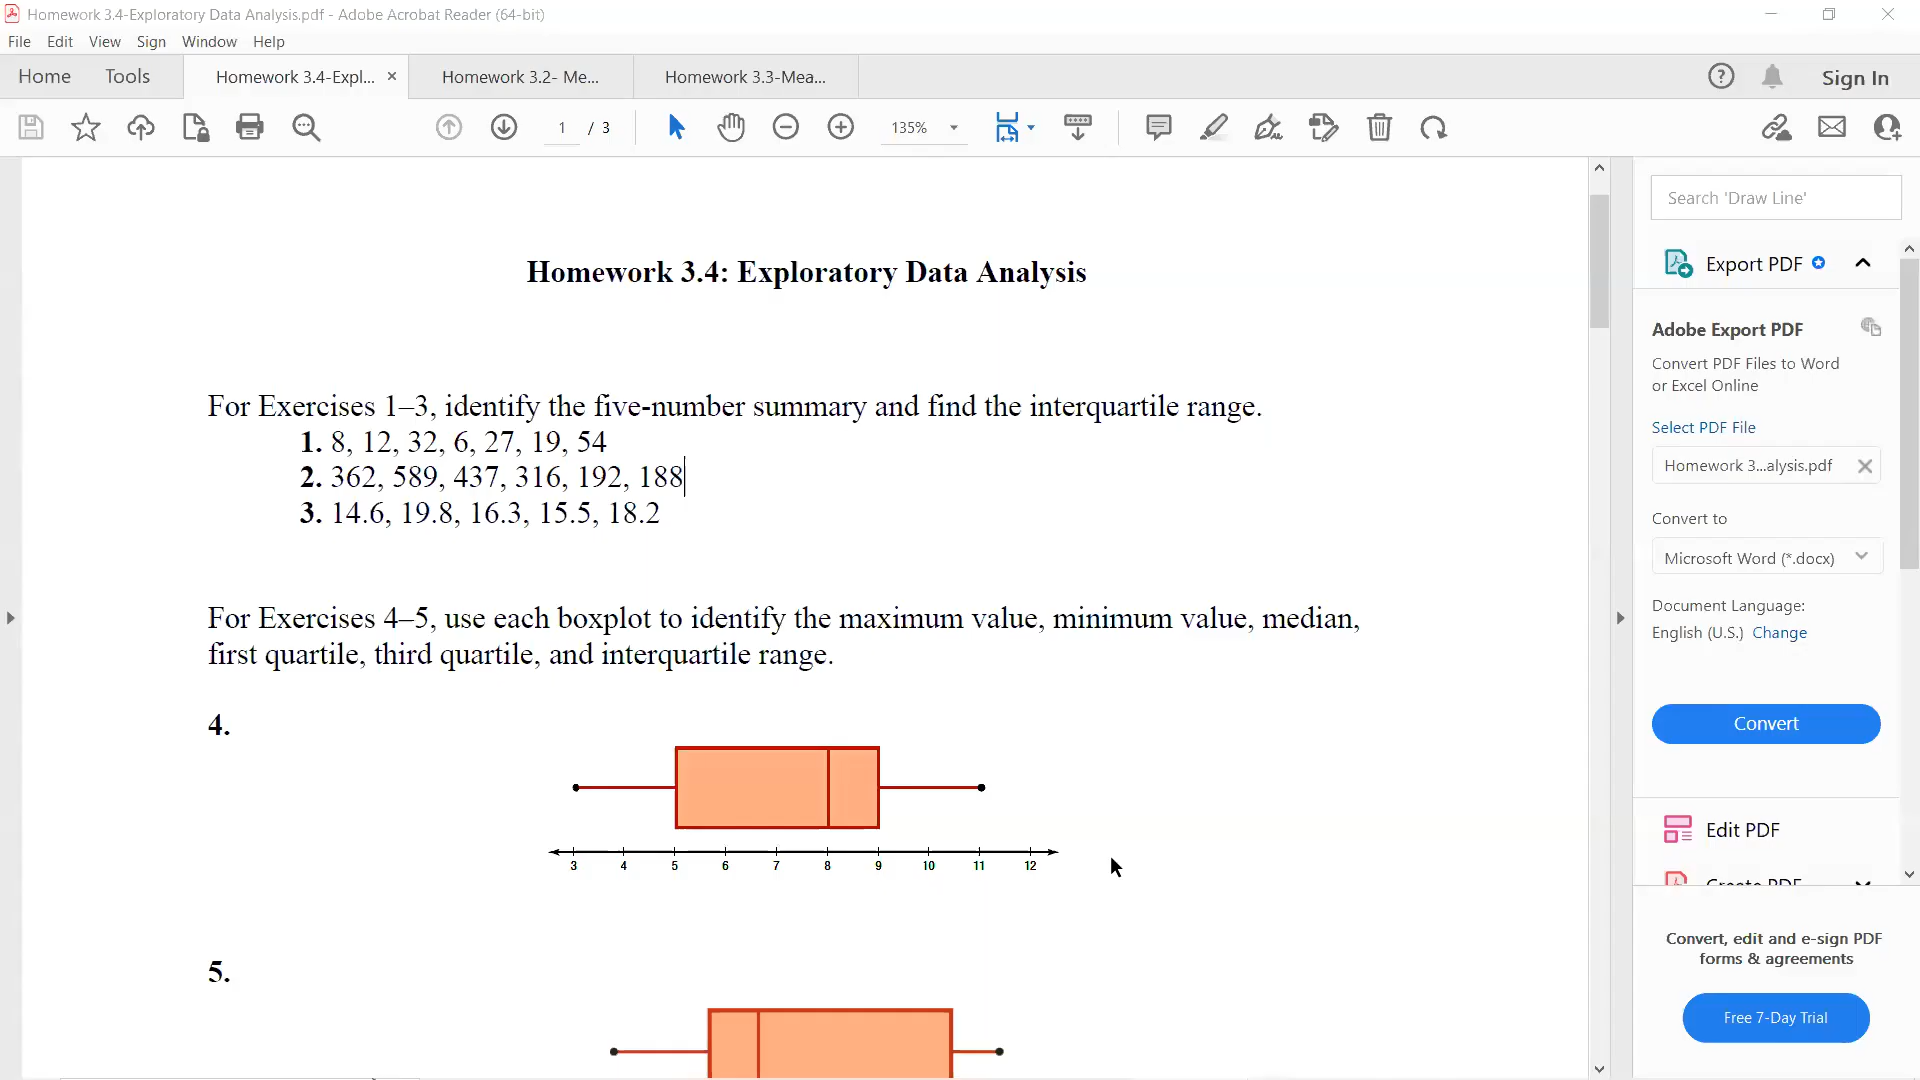 Homework 3.4-Exploratory Data Analysis.pdf - Adobe Acrobat Reader (64-bit)
File Edit View Sign Window Help
Home Tools Homework 3.4-Expl... × Homework 3.2- Me... Homework 3.3-Mea... Sign In
1 / 3 135%
Search 'Draw Line'
Homework 3.4: Exploratory Data Analysis
For Exercises 1–3, identify the five-number summary and find the interquartile range.
1. 8, 12, 32, 6, 27, 19, 54
2. 362, 589, 437, 316, 192, 188
3. 14.6, 19.8, 16.3, 15.5, 18.2
For Exercises 4–5, use each boxplot to identify the maximum value, minimum value, median,
first quartile, third quartile, and interquartile range.
4.
3 4 5 6 7 8 9 10 11 12
5.
Export PDF
Adobe Export PDF
Convert PDF Files to Word
or Excel Online
Select PDF File
Homework 3...alysis.pdf
Convert to
Microsoft Word (*.docx)
Document Language:
English (U.S.) Change
Convert
Edit PDF
Create PDF
Convert, edit and e-sign PDF
forms & agreements
Free 7-Day Trial